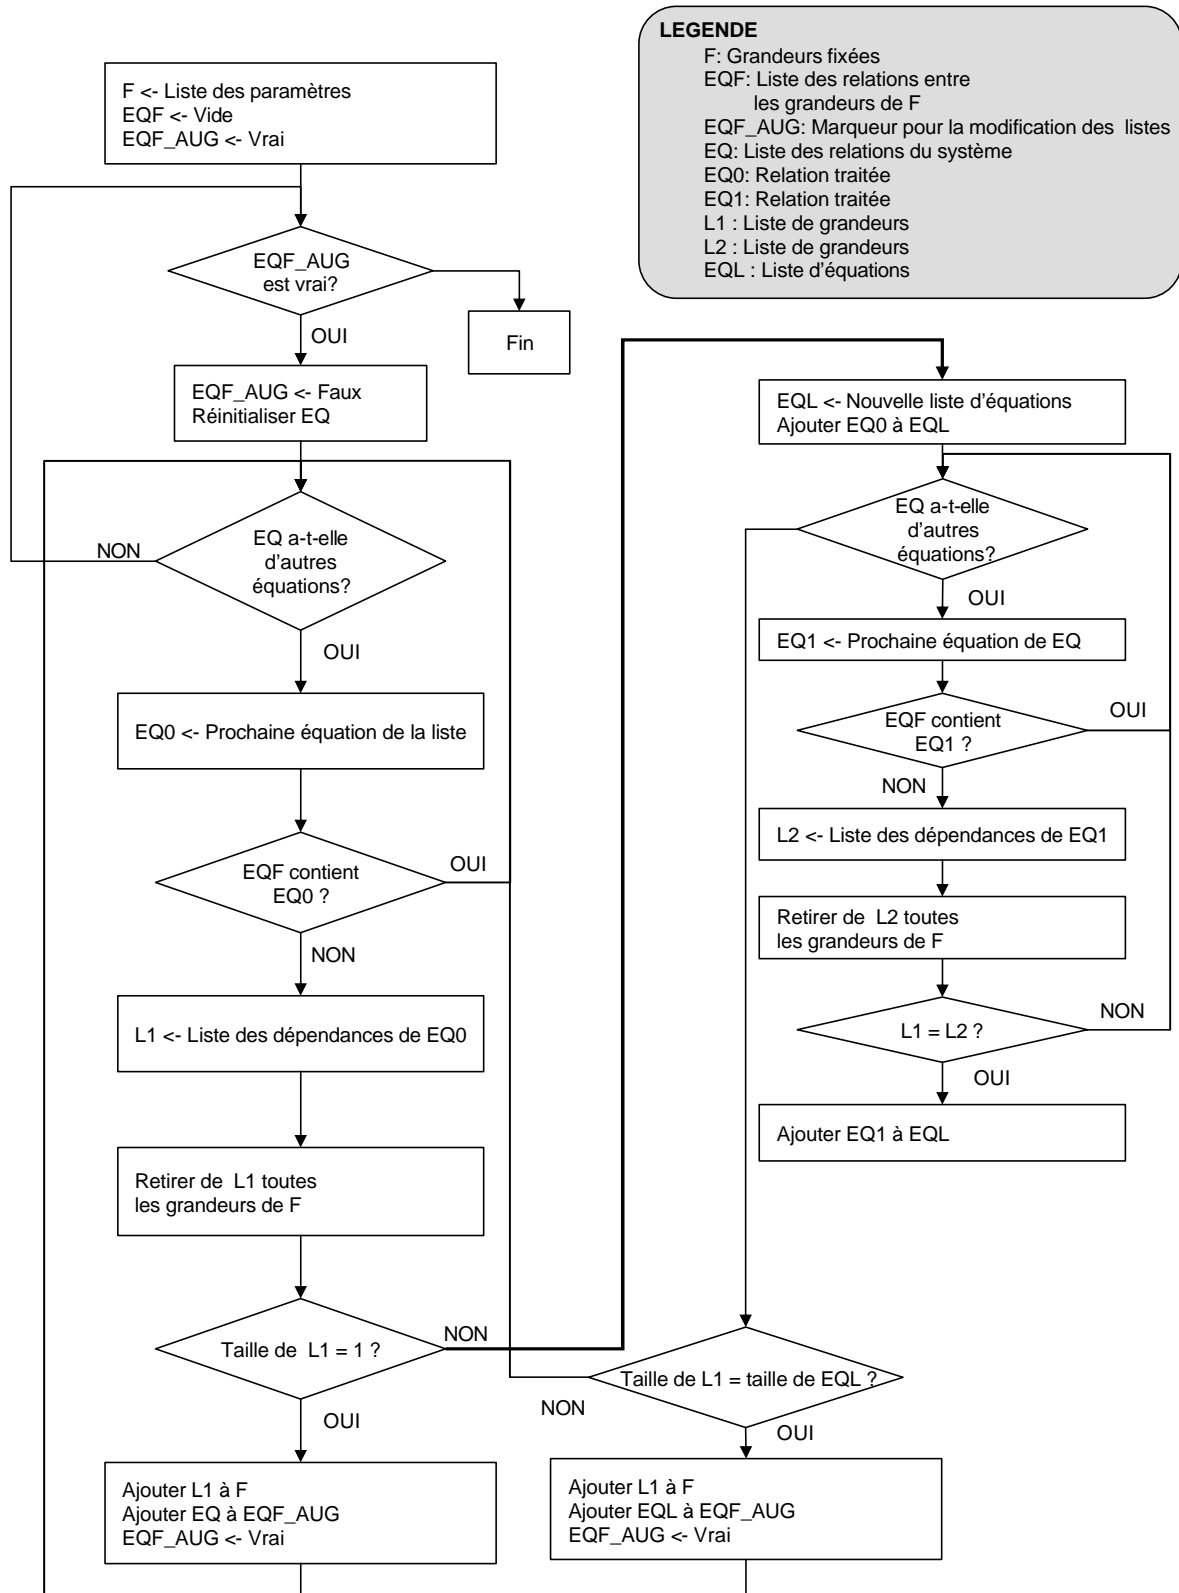 LEGENDE
F: Grandeurs fixées
EQF: Liste des relations entre
les grandeurs de F
EQF_AUG: Marqueur pour la modification des listes
EQ: Liste des relations du système
EQ0: Relation traitée
EQ1: Relation traitée
L1 : Liste de grandeurs
L2 : Liste de grandeurs
EQL : Liste d'équations
F <- Liste des paramètres
EQF <- Vide
EQF_AUG <- Vrai
EQF_AUG
est vrai?
OUI
Fin
EQF_AUG <- Faux
Réinitialiser EQ
EQ a-t-elle
d'autres
équations?
NON
OUI
EQ0 <- Prochaine équation de la liste
EQF contient
EQ0 ?
OUI
NON
L1 <- Liste des dépendances de EQ0
Retirer de L1 toutes
les grandeurs de F
Taille de L1 = 1 ?
NON
OUI
Ajouter L1 à F
Ajouter EQ à EQF_AUG
EQF_AUG <- Vrai
EQL <- Nouvelle liste d'équations
Ajouter EQ0 à EQL
EQ a-t-elle
d'autres
équations?
OUI
EQ1 <- Prochaine équation de EQ
EQF contient
EQ1 ?
OUI
NON
L2 <- Liste des dépendances de EQ1
Retirer de L2 toutes
les grandeurs de F
L1 = L2 ?
NON
OUI
Ajouter EQ1 à EQL
Taille de L1 = taille de EQL ?
NON
OUI
Ajouter L1 à F
Ajouter EQL à EQF_AUG
EQF_AUG <- Vrai